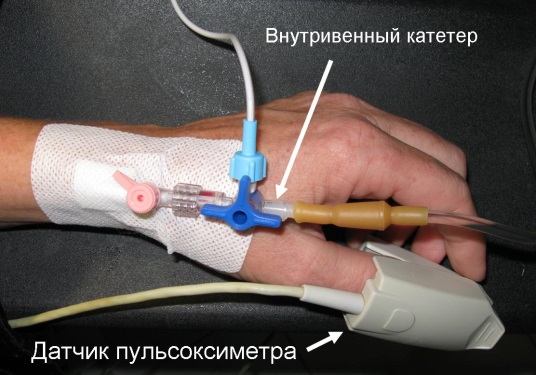 Внутривенный катетер
Датчик пульсоксиметра